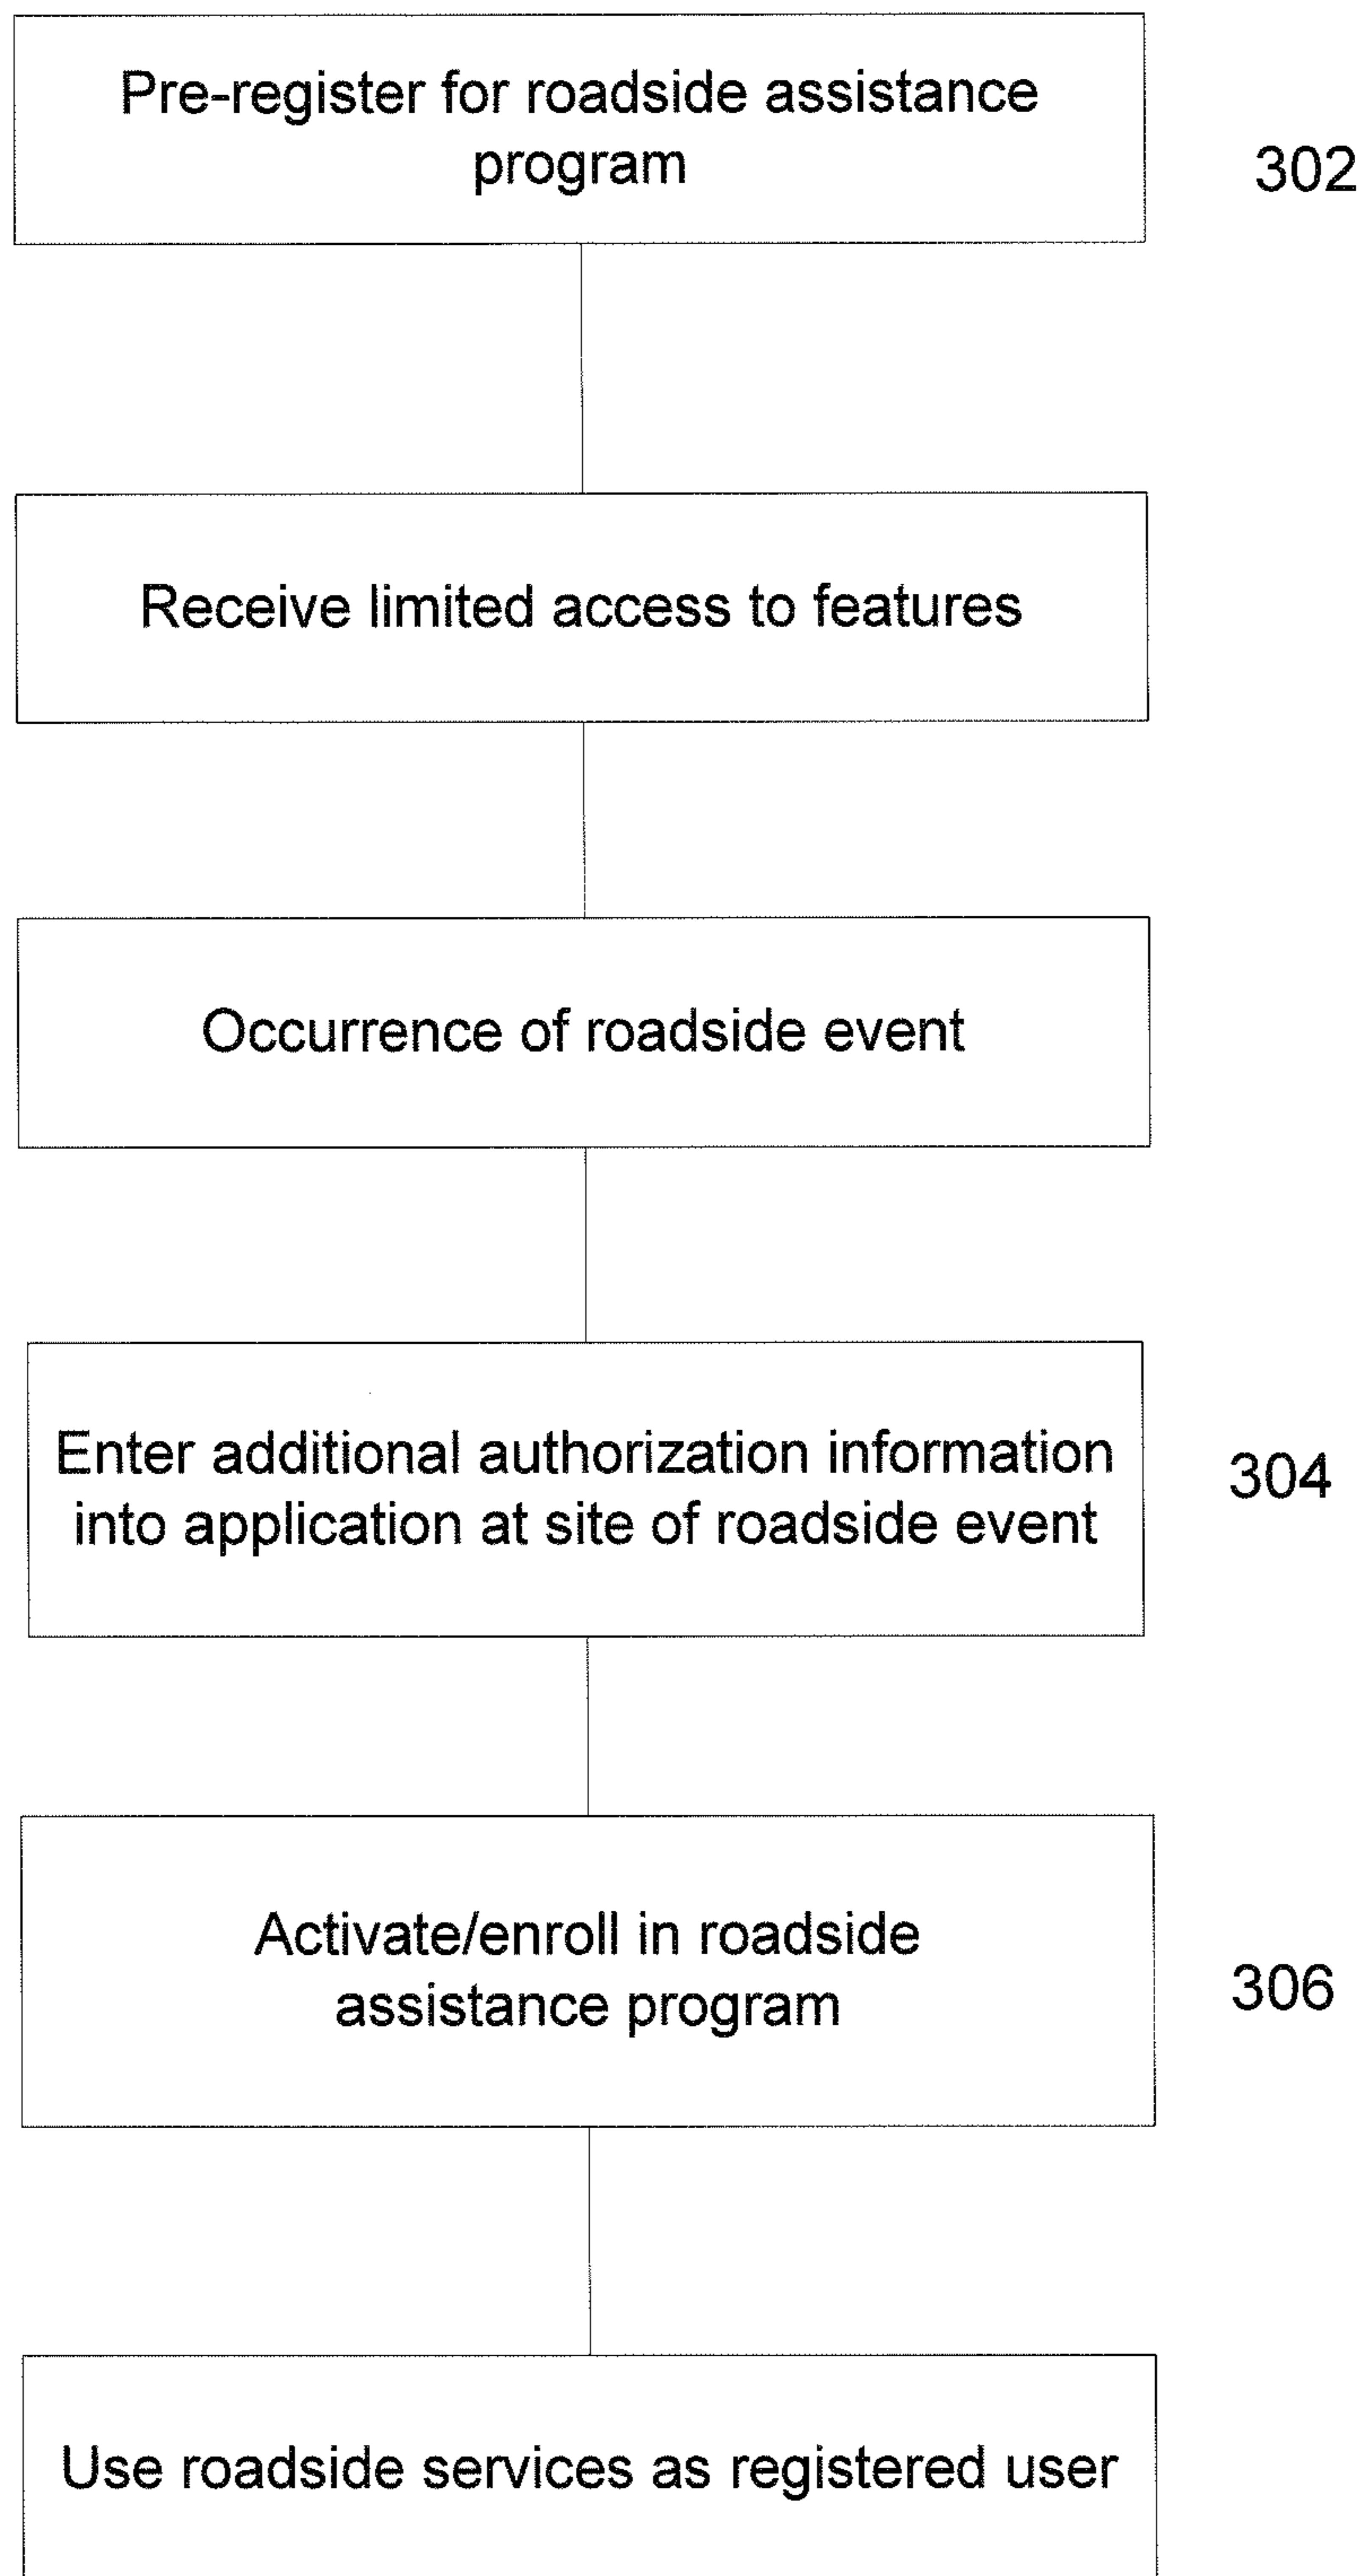 Pre-register for roadside assistance
program
302
Receive limited access to features
Occurrence of roadside event
Enter additional authorization information
into application at site of roadside event
304
Activate/enroll in roadside
assistance program
306
Use roadside services as registered user